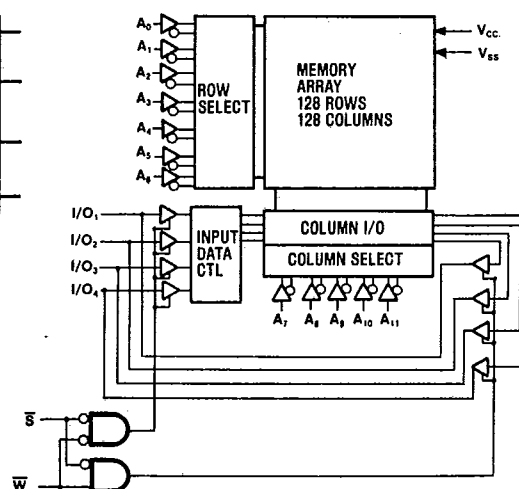 A₀
A₁
A₂
A₃
A₄
A₅
A₆
ROW
SELECT
MEMORY
ARRAY
128 ROWS
128 COLUMNS
VCC.
VSS
I/O₁
I/O₂
I/O₃
I/O₄
INPUT
DATA
CTL
COLUMN I/O
COLUMN SELECT
A₇ A₈ A₉ A₁₀ A₁₁
S̅
W̅